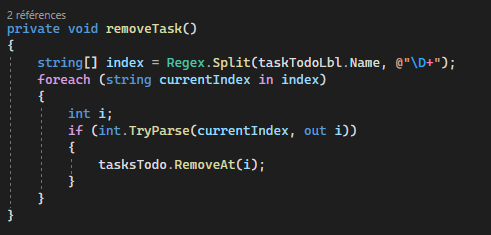 2 références
private void removeTask()
{
    string[] index = Regex.Split(taskTodoLbl.Name, @"\D+");
    foreach (string currentIndex in index)
    {
        int i;
        if (int.TryParse(currentIndex, out i))
        {
            tasksTodo.RemoveAt(i);
        }
    }
}